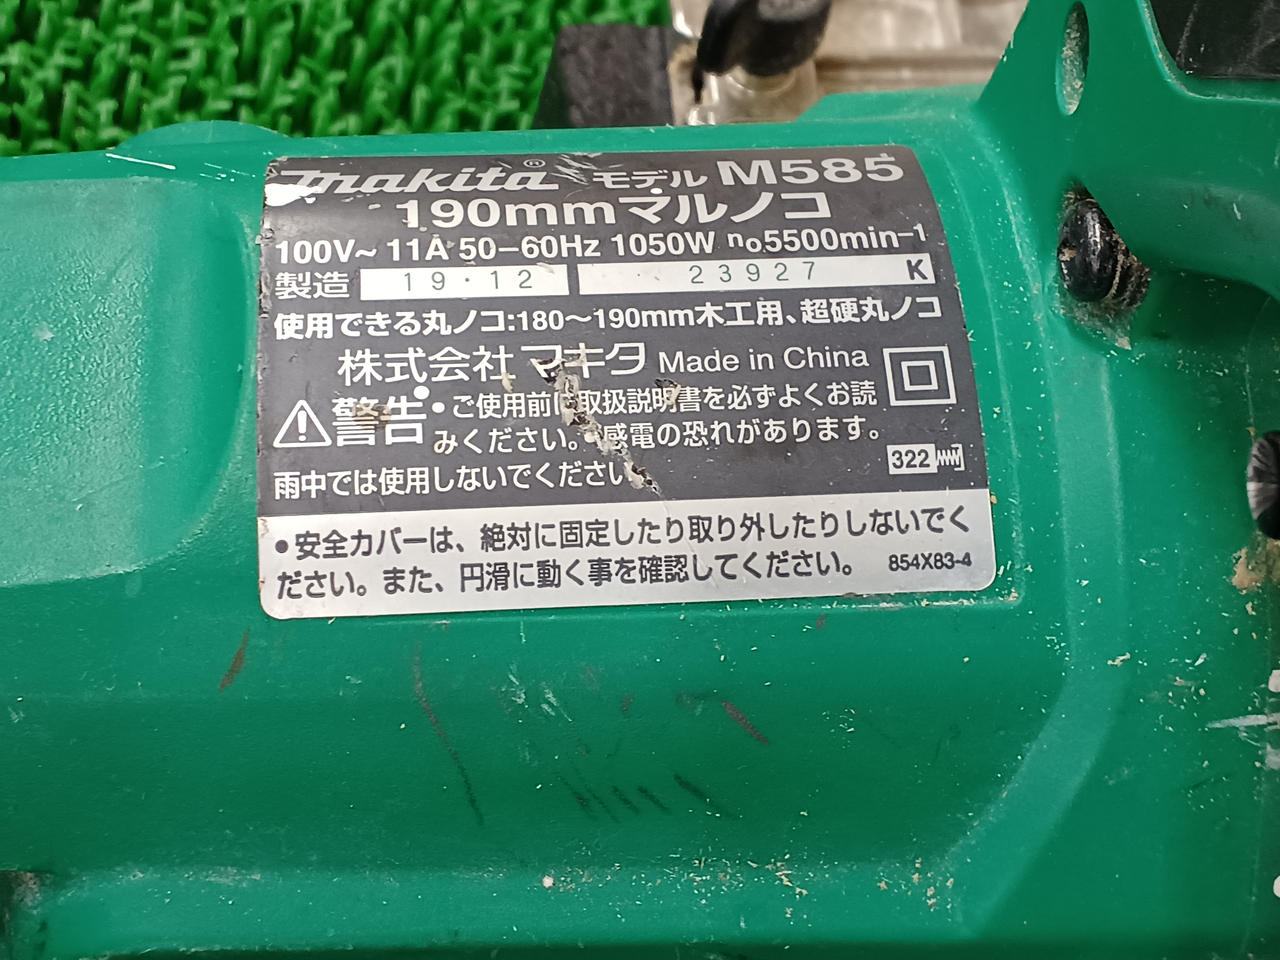 makita® モデル M585
190mmマルノコ
100V～ 11A 50-60Hz 1050W n₀5500min⁻¹
製造 19・12 23927 K
使用できる丸ノコ:180～190mm木工用、超硬丸ノコ
株式会社 マキタ Made in China
⚠警告 •ご使用前に取扱説明書を必ずよくお読
みください。•感電の恐れがあります。
雨中では使用しないでください。
322
•安全カバーは、絶対に固定したり取り外したりしないでく
ださい。また、円滑に動く事を確認してください。 854X83-4